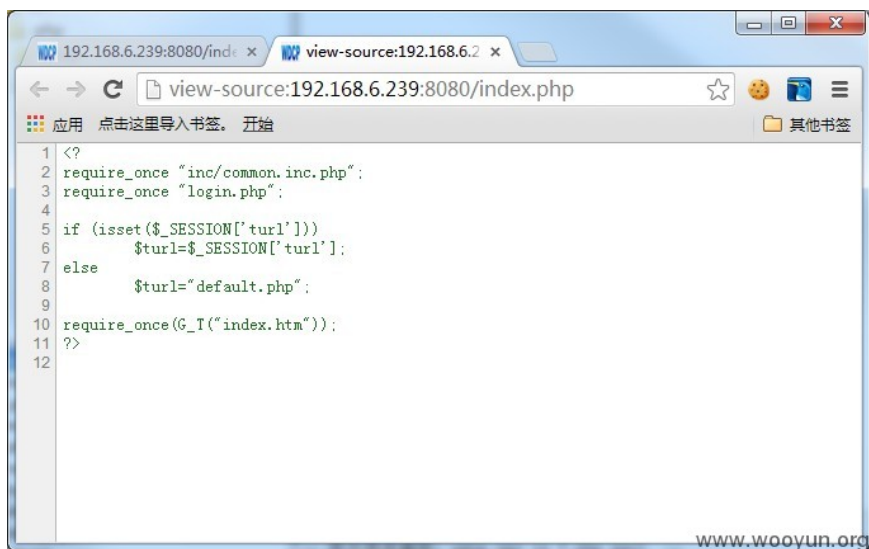 WDCP 192.168.6.239:8080/inde
WDCP view-source:192.168.6.2
view-source:192.168.6.239:8080/index.php
应用 点击这里导入书签。 开始 其他书签
1 <?
2 require_once "inc/common.inc.php";
3 require_once "login.php";
4
5 if (isset($_SESSION['turl']))
6 $turl=$_SESSION['turl'];
7 else
8 $turl="default.php";
9
10 require_once(G_T("index.htm"));
11 ?>
12
www.wooyun.org